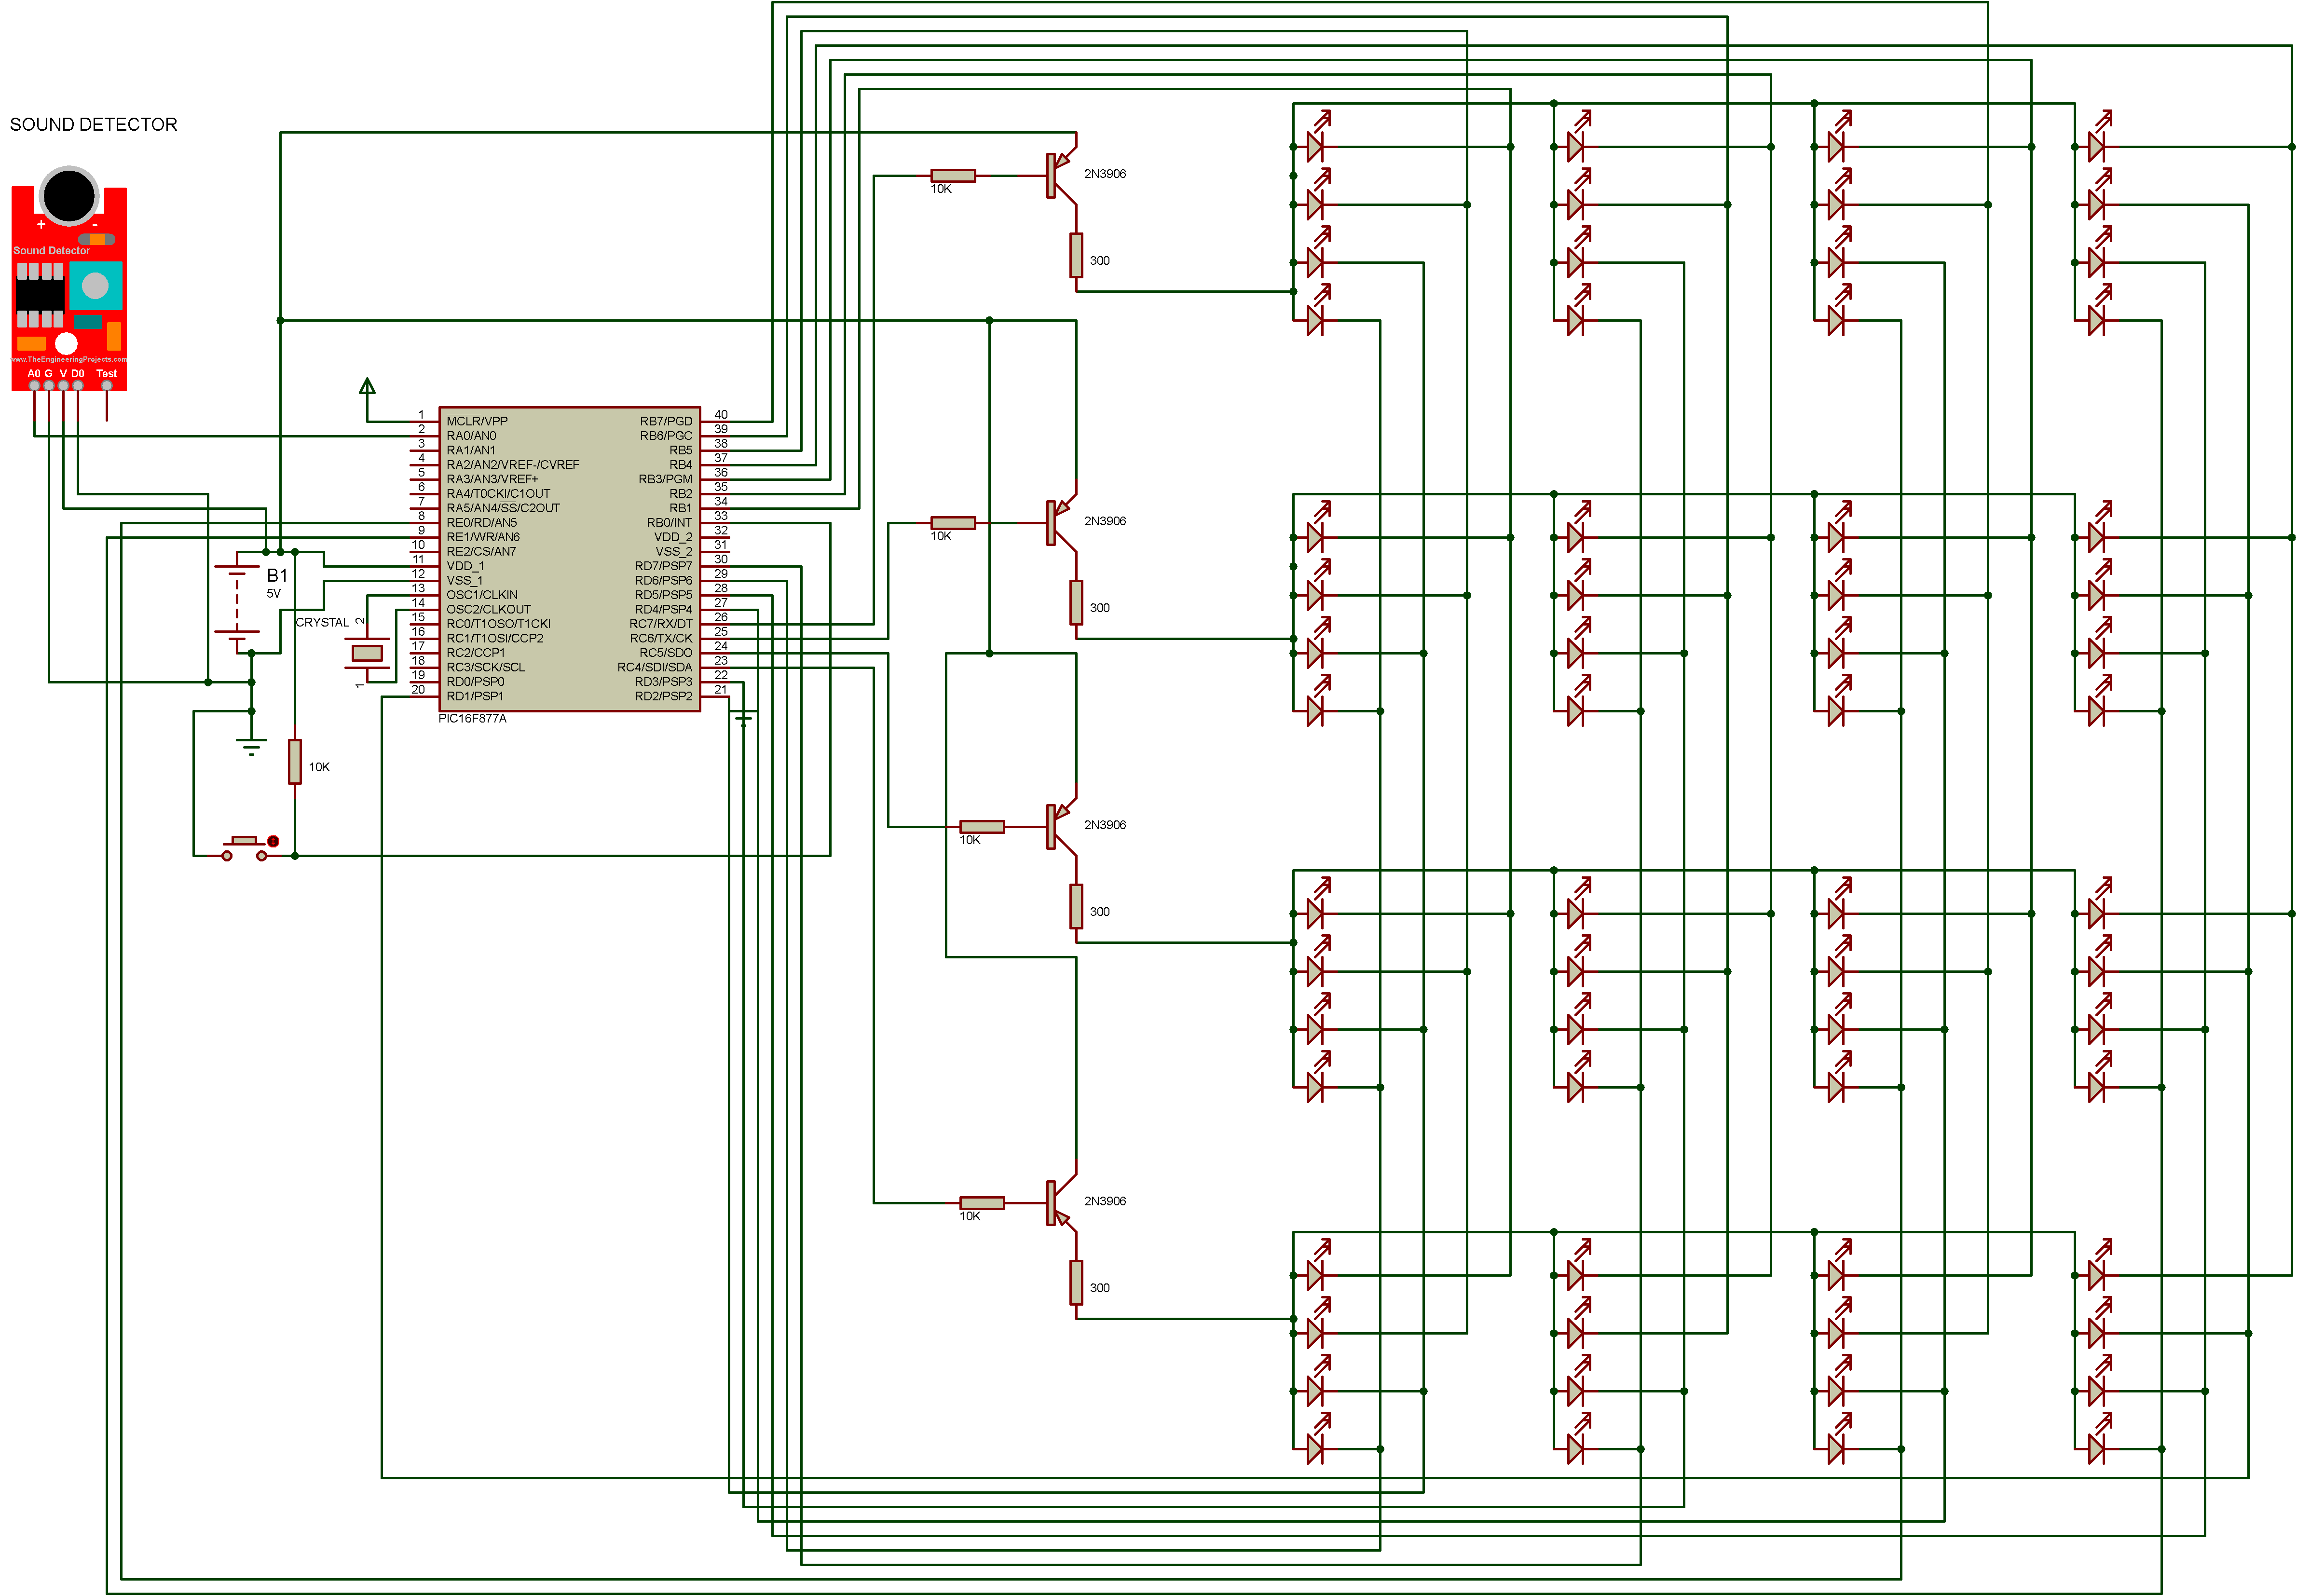 SOUND DETECTOR
+ -
Sound Detector
www.TheEngineeringProjects.com
A0 G V D0 Test
B1
5V
CRYSTAL
2
1
10K
1 MCLR/VPP
2 RA0/AN0
3 RA1/AN1
4 RA2/AN2/VREF-/CVREF
5 RA3/AN3/VREF+
6 RA4/T0CKI/C1OUT
7 RA5/AN4/SS/C2OUT
8 RE0/RD/AN5
9 RE1/WR/AN6
10 RE2/CS/AN7
11 VDD_1
12 VSS_1
13 OSC1/CLKIN
14 OSC2/CLKOUT
15 RC0/T1OSO/T1CKI
16 RC1/T1OSI/CCP2
17 RC2/CCP1
18 RC3/SCK/SCL
19 RD0/PSP0
20 RD1/PSP1
RB7/PGD 40
RB6/PGC 39
RB5 38
RB4 37
RB3/PGM 36
RB2 35
RB1 34
RB0/INT 33
VDD_2 32
VSS_2 31
RD7/PSP7 30
RD6/PSP6 29
RD5/PSP5 28
RD4/PSP4 27
RC7/RX/DT 26
RC6/TX/CK 25
RC5/SDO 24
RC4/SDI/SDA 23
RD3/PSP3 22
RD2/PSP2 21
PIC16F877A
10K
2N3906
300
10K
2N3906
300
10K
2N3906
300
10K
2N3906
300